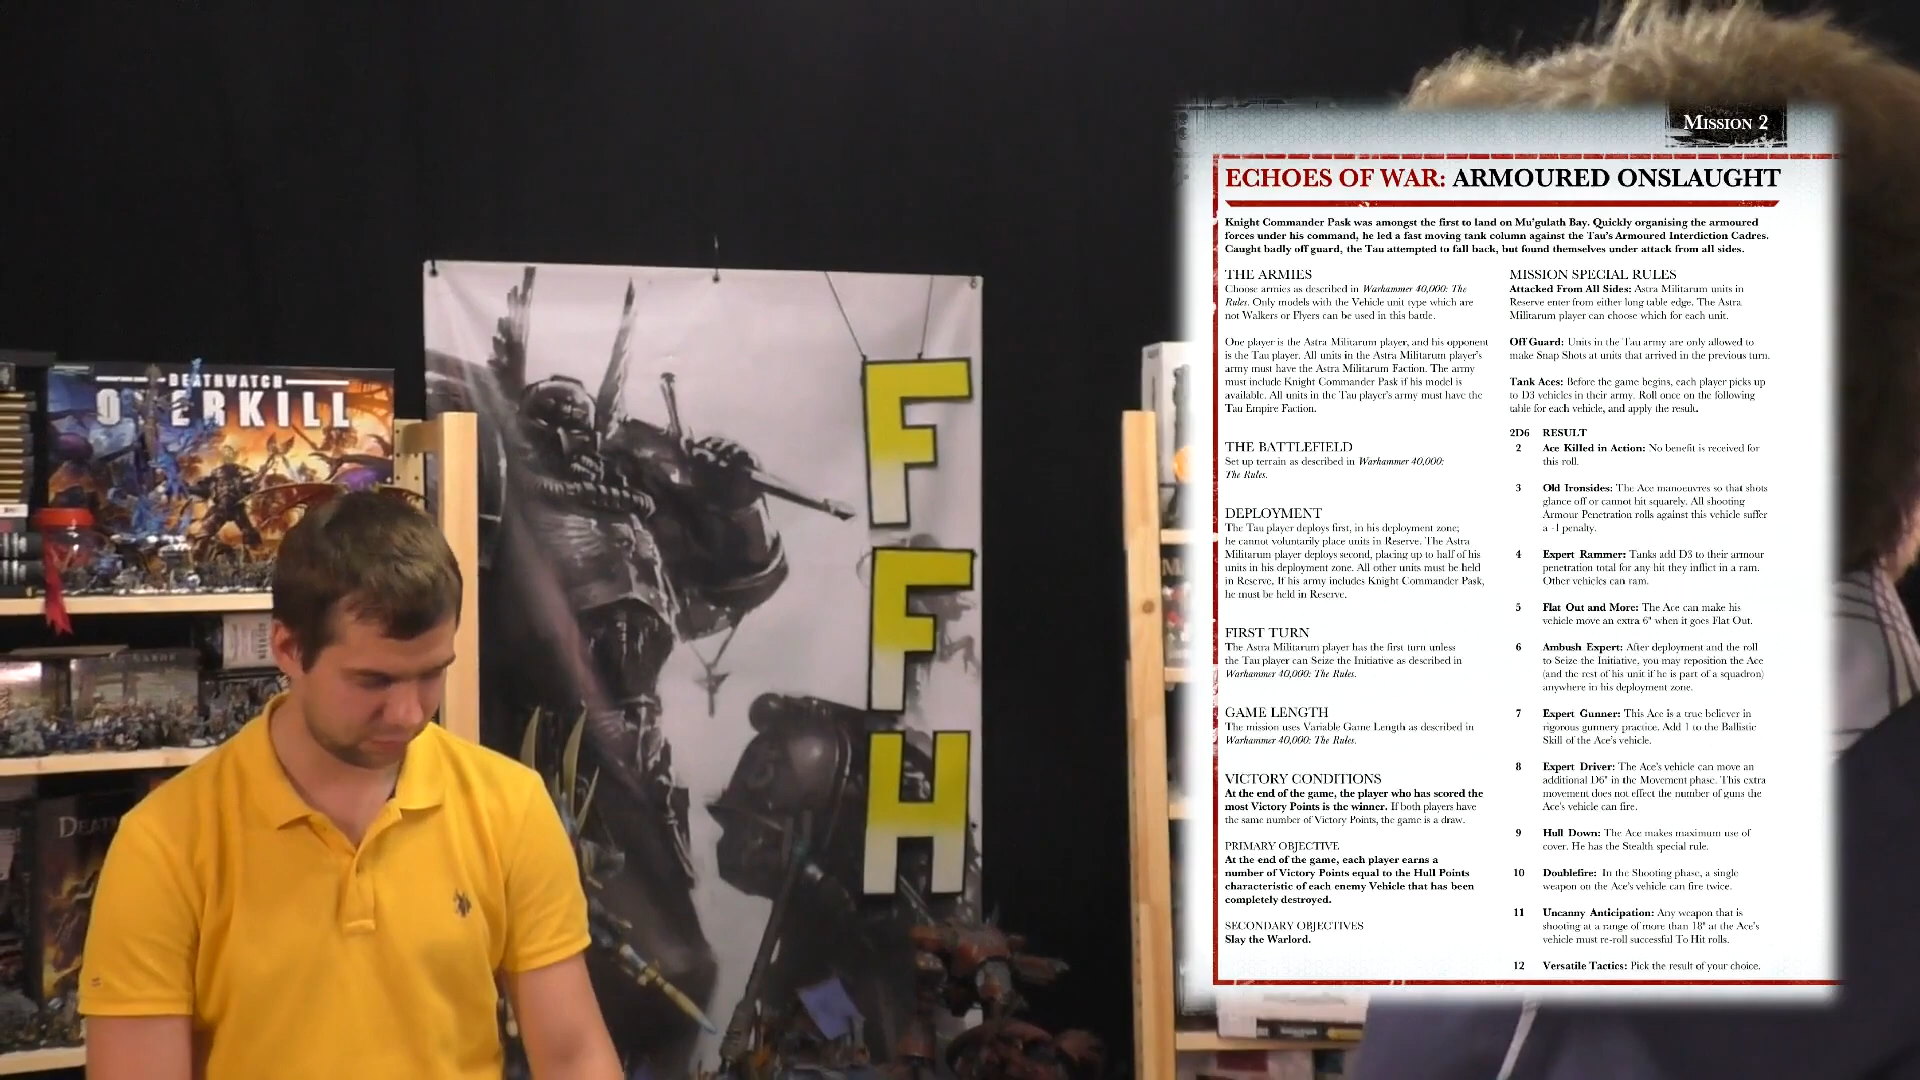 DEATHWATCH
OVERKILL
F
F
H
MISSION 2
ECHOES OF WAR: ARMOURED ONSLAUGHT
Knight Commander Pask was amongst the first to land on Mu'gulath Bay. Quickly organising the armoured
forces under his command, he led a fast moving tank column against the Tau's Armoured Interdiction Cadres.
Caught badly off guard, the Tau attempted to fall back, but found themselves under attack from all sides.
THE ARMIES
Choose armies as described in Warhammer 40,000: The
Rules. Only models with the Vehicle unit type which are
not Walkers or Flyers can be used in this battle.
One player is the Astra Militarum player, and his opponent
is the Tau player. All units in the Astra Militarum player's
army must have the Astra Militarum Faction. The army
must include Knight Commander Pask if his model is
available. All units in the Tau player's army must have the
Tau Empire Faction.
THE BATTLEFIELD
Set up terrain as described in Warhammer 40,000:
The Rules.
DEPLOYMENT
The Tau player deploys first, in his deployment zone;
he cannot voluntarily place units in Reserve. The Astra
Militarum player deploys second, placing up to half of his
units in his deployment zone. All other units must be held
in Reserve. If his army includes Knight Commander Pask,
he must be held in Reserve.
FIRST TURN
The Astra Militarum player has the first turn unless
the Tau player can Seize the Initiative as described in
Warhammer 40,000: The Rules.
GAME LENGTH
The mission uses Variable Game Length as described in
Warhammer 40,000: The Rules.
VICTORY CONDITIONS
At the end of the game, the player who has scored the
most Victory Points is the winner. If both players have
the same number of Victory Points, the game is a draw.
PRIMARY OBJECTIVE
At the end of the game, each player earns a
number of Victory Points equal to the Hull Points
characteristic of each enemy Vehicle that has been
completely destroyed.
SECONDARY OBJECTIVES
Slay the Warlord.
MISSION SPECIAL RULES
Attacked From All Sides: Astra Militarum units in
Reserve enter from either long table edge. The Astra
Militarum player can choose which for each unit.
Off Guard: Units in the Tau army are only allowed to
make Snap Shots at units that arrived in the previous turn.
Tank Aces: Before the game begins, each player picks up
to D3 vehicles in their army. Roll once on the following
table for each vehicle, and apply the result.
2D6 RESULT
2 Ace Killed in Action: No benefit is received for
this roll.
3 Old Ironsides: The Ace manoeuvres so that shots
glance off or cannot hit squarely. All shooting
Armour Penetration rolls against this vehicle suffer
a -1 penalty.
4 Expert Rammer: Tanks add D3 to their armour
penetration total for any hit they inflict in a ram.
Other vehicles can ram.
5 Flat Out and More: The Ace can make his
vehicle move an extra 6" when it goes Flat Out.
6 Ambush Expert: After deployment and the roll
to Seize the Initiative, you may reposition the Ace
(and the rest of his unit if he is part of a squadron)
anywhere in his deployment zone.
7 Expert Gunner: This Ace is a true believer in
rigorous gunnery practice. Add 1 to the Ballistic
Skill of the Ace's vehicle.
8 Expert Driver: The Ace's vehicle can move an
additional D6" in the Movement phase. This extra
movement does not effect the number of guns the
Ace's vehicle can fire.
9 Hull Down: The Ace makes maximum use of
cover. He has the Stealth special rule.
10 Doublefire: In the Shooting phase, a single
weapon on the Ace's vehicle can fire twice.
11 Uncanny Anticipation: Any weapon that is
shooting at a range of more than 18" at the Ace's
vehicle must re-roll successful To Hit rolls.
12 Versatile Tactics: Pick the result of your choice.